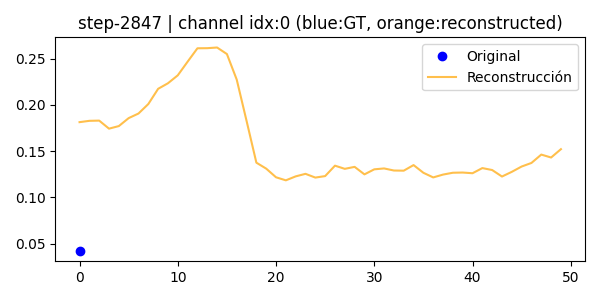 step-2847 | channel idx:0 (blue:GT, orange:reconstructed)
Original
Reconstrucción
0.25
0.20
0.15
0.10
0.05
0 10 20 30 40 50